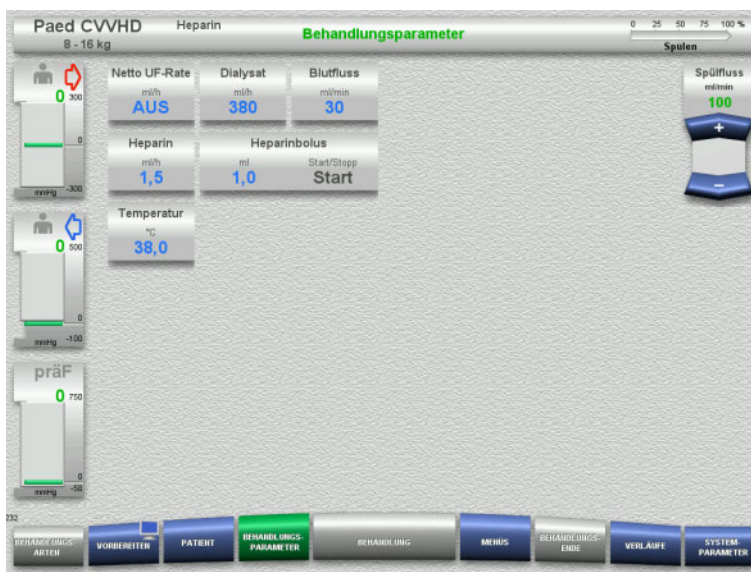 Paed CVVHD Heparin
8 - 16 kg
Behandlungsparameter
0 25 50 75 100 %
Spülen
0 300
0
mmHg -300
Netto UF-Rate
ml/h
AUS
Dialysat
ml/h
380
Blutfluss
ml/min
30
Spülfluss
ml/min
100
+
−
Heparin
ml/h
1,5
Heparinbolus
ml Start/Stopp
1,0 Start
Temperatur
°C
38,0
0 500
0
mmHg -100
präF
0 750
0
mmHg -50
232
BEHANDLUNGS-
ARTEN
VORBEREITEN
PATIENT
BEHANDLUNGS-
PARAMETER
BEHANDLUNG
MENÜS
BEHANDLUNGS-
ENDE
VERLÄUFE
SYSTEM-
PARAMETER